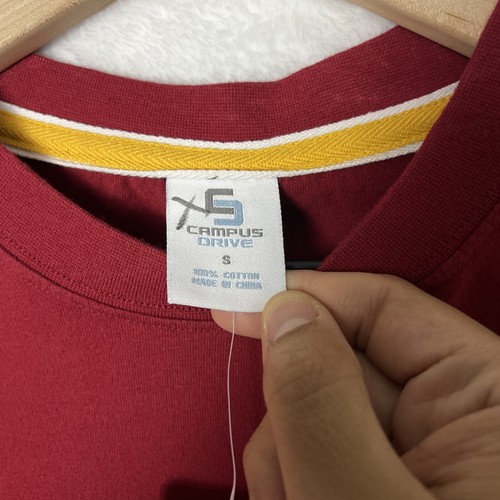 CAMPUS
DRIVE
S
100% COTTON
MADE IN CHINA